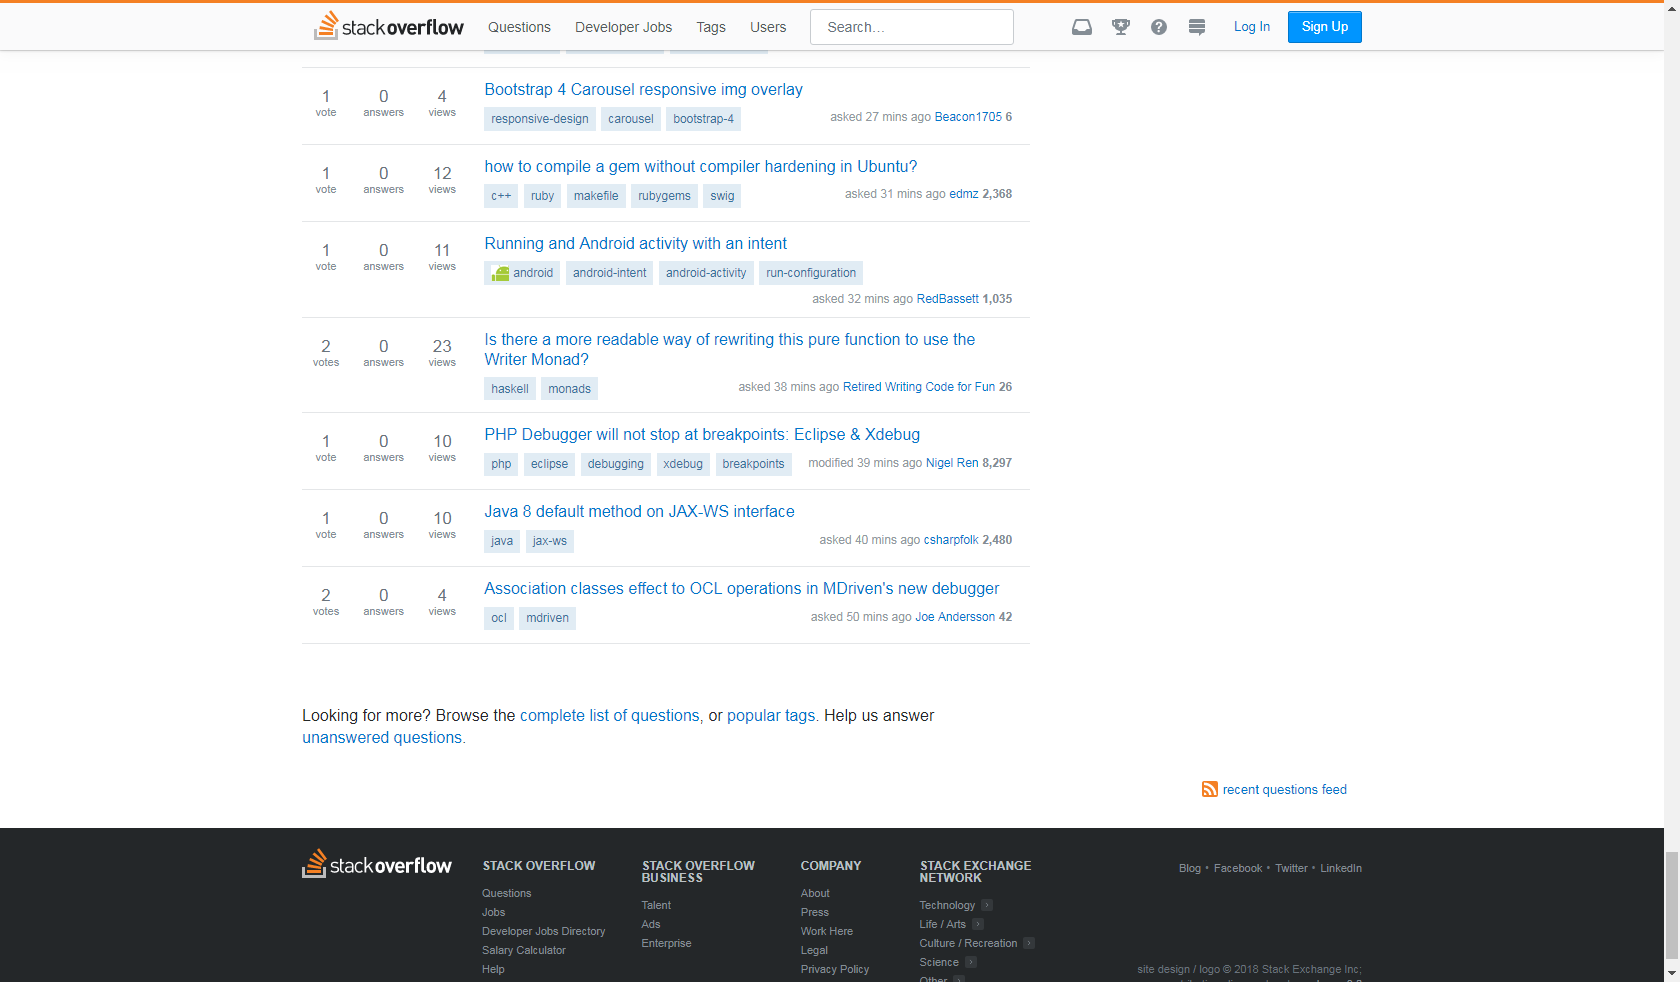 stackoverflow Questions Developer Jobs Tags Users Search... Log In Sign Up
1 vote 0 answers 4 views
Bootstrap 4 Carousel responsive img overlay
responsive-design carousel bootstrap-4
asked 27 mins ago Beacon1705 6
1 vote 0 answers 12 views
how to compile a gem without compiler hardening in Ubuntu?
c++ ruby makefile rubygems swig
asked 31 mins ago edmz 2,368
1 vote 0 answers 11 views
Running and Android activity with an intent
android android-intent android-activity run-configuration
asked 32 mins ago RedBassett 1,035
2 votes 0 answers 23 views
Is there a more readable way of rewriting this pure function to use the
Writer Monad?
haskell monads
asked 38 mins ago Retired Writing Code for Fun 26
1 vote 0 answers 10 views
PHP Debugger will not stop at breakpoints: Eclipse & Xdebug
php eclipse debugging xdebug breakpoints
modified 39 mins ago Nigel Ren 8,297
1 vote 0 answers 10 views
Java 8 default method on JAX-WS interface
java jax-ws
asked 40 mins ago csharpfolk 2,480
2 votes 0 answers 4 views
Association classes effect to OCL operations in MDriven's new debugger
ocl mdriven
asked 50 mins ago Joe Andersson 42
Looking for more? Browse the complete list of questions, or popular tags. Help us answer
unanswered questions.
recent questions feed
stackoverflow
STACK OVERFLOW
Questions
Jobs
Developer Jobs Directory
Salary Calculator
Help
STACK OVERFLOW
BUSINESS
Talent
Ads
Enterprise
COMPANY
About
Press
Work Here
Legal
Privacy Policy
STACK EXCHANGE
NETWORK
Technology
Life / Arts
Culture / Recreation
Science
Other
Blog • Facebook • Twitter • LinkedIn
site design / logo © 2018 Stack Exchange Inc;